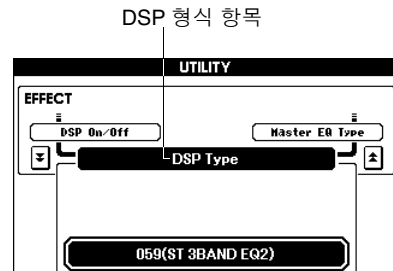 DSP 형식 항목
UTILITY
EFFECT
DSP On/Off
Master EQ Type
DSP Type
059(ST 3BAND EQ2)